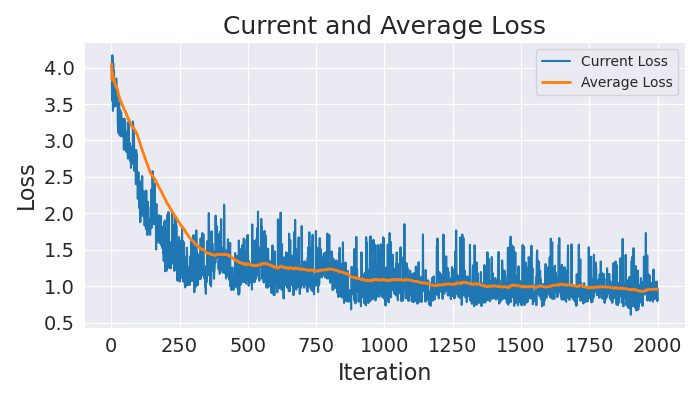 Current and Average Loss
Current Loss
Average Loss
Loss
4.0
3.5
3.0
2.5
2.0
1.5
1.0
0.5
0 250 500 750 1000 1250 1500 1750 2000
Iteration